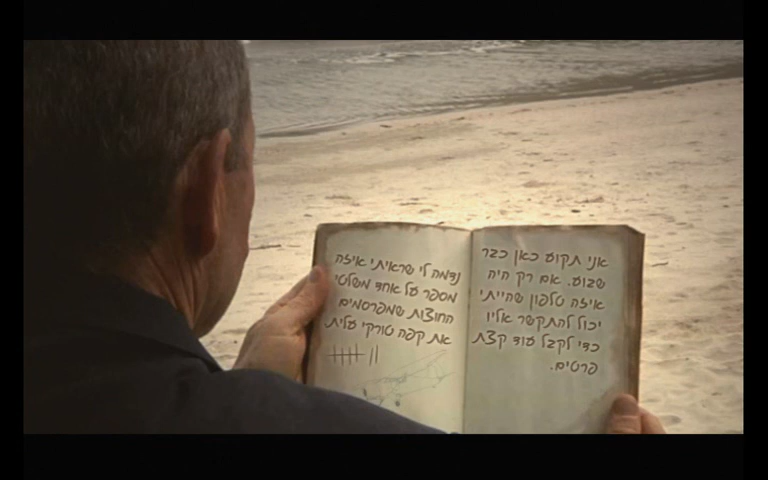 אני תקוע כאן כבר
שבוע. אם רק היה
איזה טלפון שהייתי
יכול להתקשר אליו
כדי לקבל עוד קצת
פרטים.
נדמה לי שראיתי איזה
מספר על אחד משלטי
החוצות שמפרסמים
את קפה טורקי עלית.